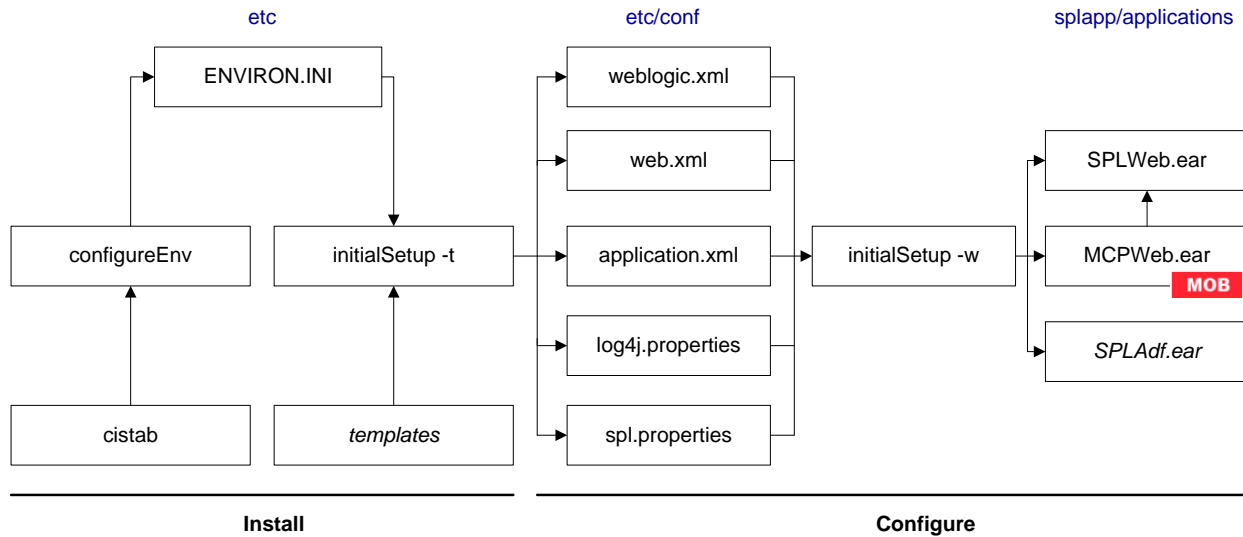 etc
etc/conf
splapp/applications
ENVIRON.INI
weblogic.xml
web.xml
SPLWeb.ear
configureEnv
initialSetup -t
application.xml
initialSetup -w
MCPWeb.ear
MOB
log4j.properties
SPLAdf.ear
cistab
templates
spl.properties
Install
Configure